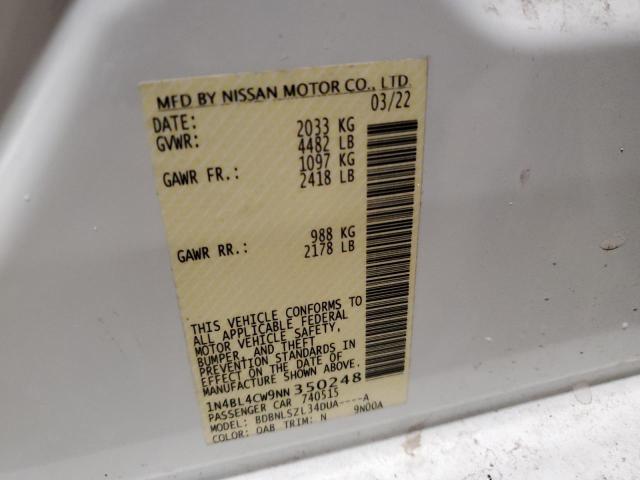 MFD BY NISSAN MOTOR CO., LTD.
DATE: 03/22
GVWR: 2033 KG
4482 LB
GAWR FR.: 1097 KG
2418 LB
GAWR RR.: 988 KG
2178 LB
THIS VEHICLE CONFORMS TO
ALL APPLICABLE FEDERAL
MOTOR VEHICLE SAFETY,
BUMPER, AND THEFT
PREVENTION STANDARDS IN
EFFECT ON THE DATE OF
MANUFACTURE SHOWN ABOVE.
1N4BL4CW9NN350248
PASSENGER CAR 740515
MODEL: BDBNLSZL34DUA----A
COLOR: QAB TRIM: N 9N00A